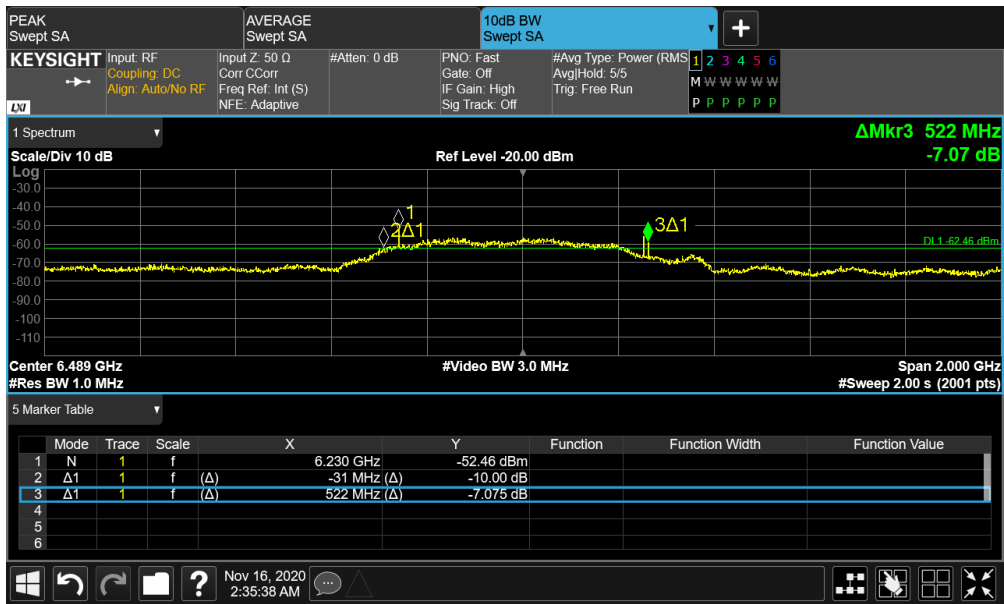 PEAK
Swept SA
AVERAGE
Swept SA
10dB BW
Swept SA
KEYSIGHT
Input: RF
Coupling: DC
Align: Auto/No RF
Input Z: 50 Ω
Corr CCorr
Freq Ref: Int (S)
NFE: Adaptive
#Atten: 0 dB
PNO: Fast
Gate: Off
IF Gain: High
Sig Track: Off
#Avg Type: Power (RMS
Avg|Hold: 5/5
Trig: Free Run
1 2 3 4 5 6
M W W W W W
P P P P P P
LXI
1 Spectrum
ΔMkr3 522 MHz
-7.07 dB
Scale/Div 10 dB
Ref Level -20.00 dBm
Log
-30.0
-40.0
-50.0
-60.0
-70.0
-80.0
-90.0
-100
-110
1
2Δ1
3Δ1
DL1 -62.46 dBm
Center 6.489 GHz
#Video BW 3.0 MHz
Span 2.000 GHz
#Res BW 1.0 MHz
#Sweep 2.00 s (2001 pts)
5 Marker Table
Mode Trace Scale X Y Function Function Width Function Value
1 N 1 f 6.230 GHz -52.46 dBm
2 Δ1 1 f (Δ) -31 MHz (Δ) -10.00 dB
3 Δ1 1 f (Δ) 522 MHz (Δ) -7.075 dB
4
5
6
Nov 16, 2020
2:35:38 AM